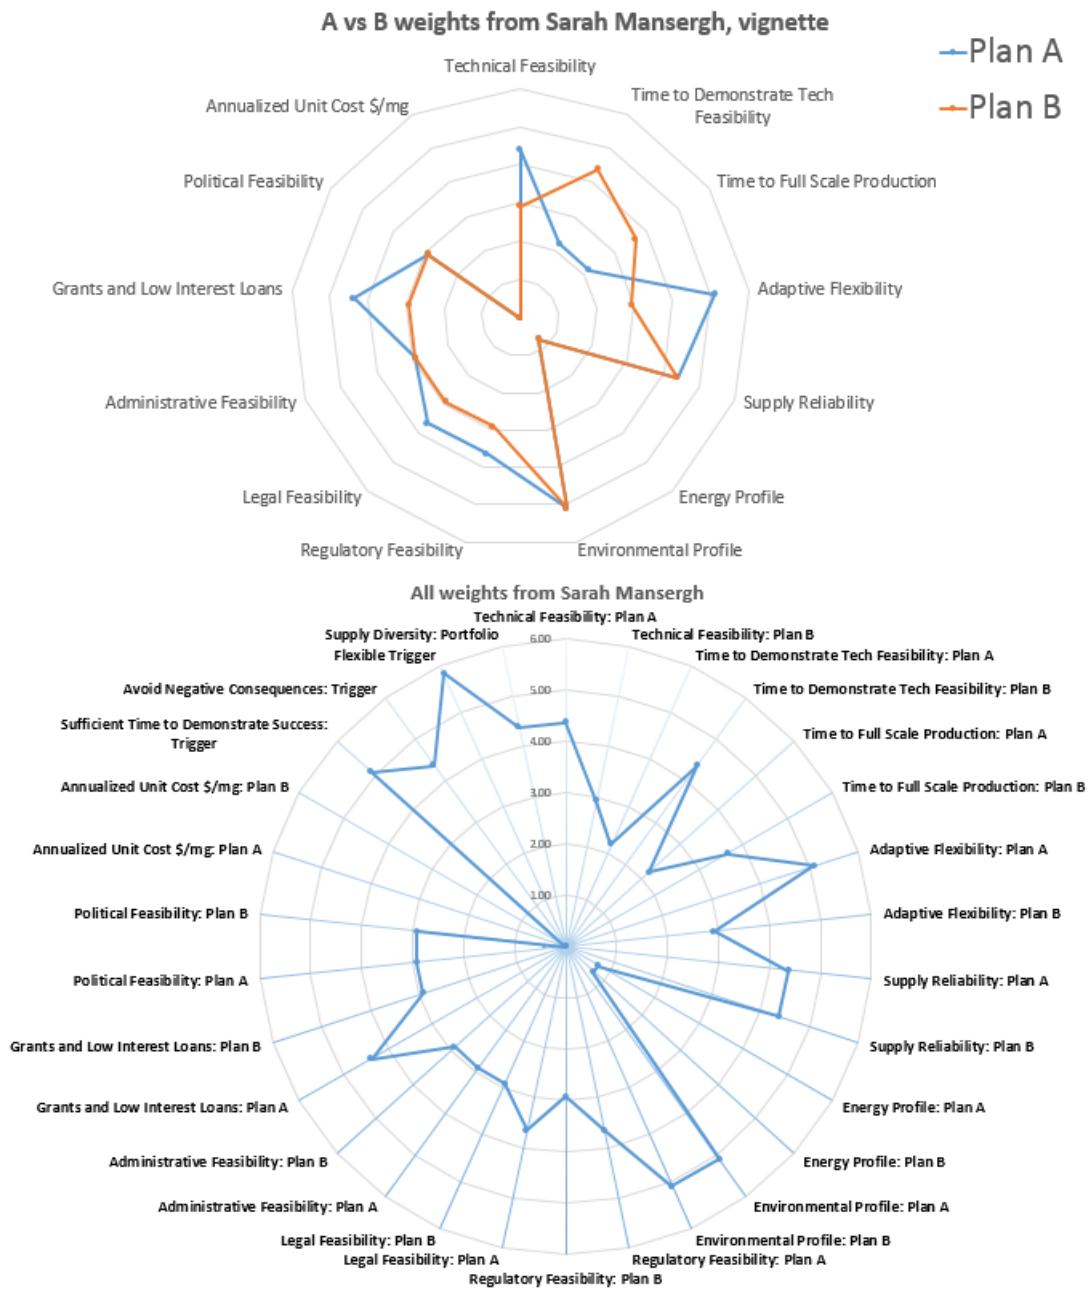 A vs B weights from Sarah Mansergh, vignette
Plan A
Plan B
Technical Feasibility
Time to Demonstrate Tech
Feasibility
Time to Full Scale Production
Adaptive Flexibility
Supply Reliability
Energy Profile
Environmental Profile
Regulatory Feasibility
Legal Feasibility
Administrative Feasibility
Grants and Low Interest Loans
Political Feasibility
Annualized Unit Cost $/mg
All weights from Sarah Mansergh
Technical Feasibility: Plan A
Technical Feasibility: Plan B
Time to Demonstrate Tech Feasibility: Plan A
Time to Demonstrate Tech Feasibility: Plan B
Time to Full Scale Production: Plan A
Time to Full Scale Production: Plan B
Adaptive Flexibility: Plan A
Adaptive Flexibility: Plan B
Supply Reliability: Plan A
Supply Reliability: Plan B
Energy Profile: Plan A
Energy Profile: Plan B
Environmental Profile: Plan A
Environmental Profile: Plan B
Regulatory Feasibility: Plan A
Regulatory Feasibility: Plan B
Legal Feasibility: Plan A
Legal Feasibility: Plan B
Administrative Feasibility: Plan A
Administrative Feasibility: Plan B
Grants and Low Interest Loans: Plan A
Grants and Low Interest Loans: Plan B
Political Feasibility: Plan A
Political Feasibility: Plan B
Annualized Unit Cost $/mg: Plan A
Annualized Unit Cost $/mg: Plan B
Sufficient Time to Demonstrate Success:
Trigger
Avoid Negative Consequences: Trigger
Flexible Trigger
Supply Diversity: Portfolio
6.00
5.00
4.00
3.00
2.00
1.00